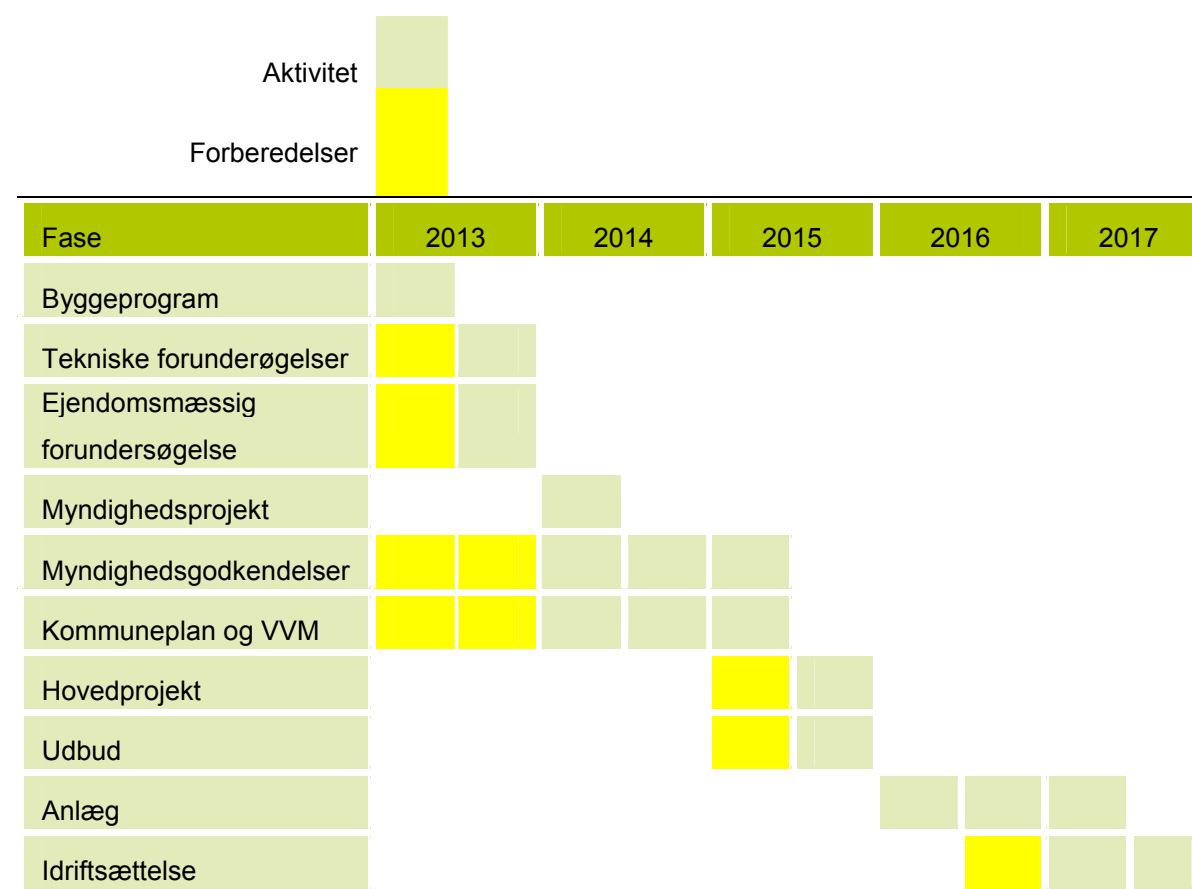 Aktivitet
Forberedelser
Fase 2013 2014 2015 2016 2017
Byggeprogram
Tekniske forunderøgelser
Ejendomsmæssig
forundersøgelse
Myndighedsprojekt
Myndighedsgodkendelser
Kommuneplan og VVM
Hovedprojekt
Udbud
Anlæg
Idriftsættelse